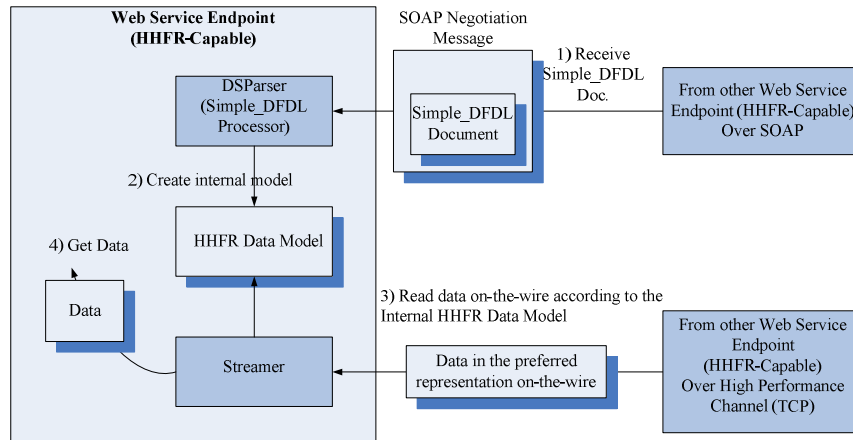 Web Service Endpoint
(HHFR-Capable)
SOAP Negotiation
Message
1) Receive
Simple_DFDL
Doc.
DSParser
(Simple_DFDL
Processor)
Simple_DFDL
Document
From other Web Service
Endpoint (HHFR-Capable)
Over SOAP
2) Create internal model
HHFR Data Model
4) Get Data
Data
3) Read data on-the-wire according to the
Internal HHFR Data Model
Streamer
Data in the preferred
representation on-the-wire
From other Web Service
Endpoint
(HHFR-Capable)
Over High Performance
Channel (TCP)